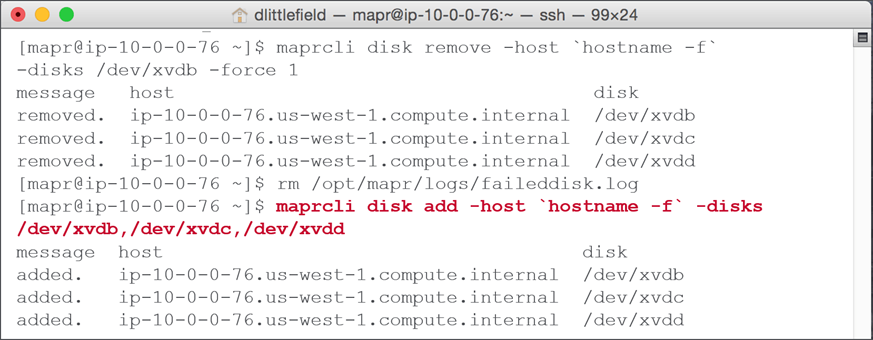 dlittlefield — mapr@ip-10-0-0-76:~ — ssh — 99×24
[mapr@ip-10-0-0-76 ~]$ maprcli disk remove -host `hostname -f`
-disks /dev/xvdb -force 1
message   host                                      disk
removed.  ip-10-0-0-76.us-west-1.compute.internal  /dev/xvdb
removed.  ip-10-0-0-76.us-west-1.compute.internal  /dev/xvdc
removed.  ip-10-0-0-76.us-west-1.compute.internal  /dev/xvdd
[mapr@ip-10-0-0-76 ~]$ rm /opt/mapr/logs/faileddisk.log
[mapr@ip-10-0-0-76 ~]$ maprcli disk add -host `hostname -f` -disks
/dev/xvdb,/dev/xvdc,/dev/xvdd
message  host                                      disk
added.   ip-10-0-0-76.us-west-1.compute.internal  /dev/xvdb
added.   ip-10-0-0-76.us-west-1.compute.internal  /dev/xvdc
added.   ip-10-0-0-76.us-west-1.compute.internal  /dev/xvdd